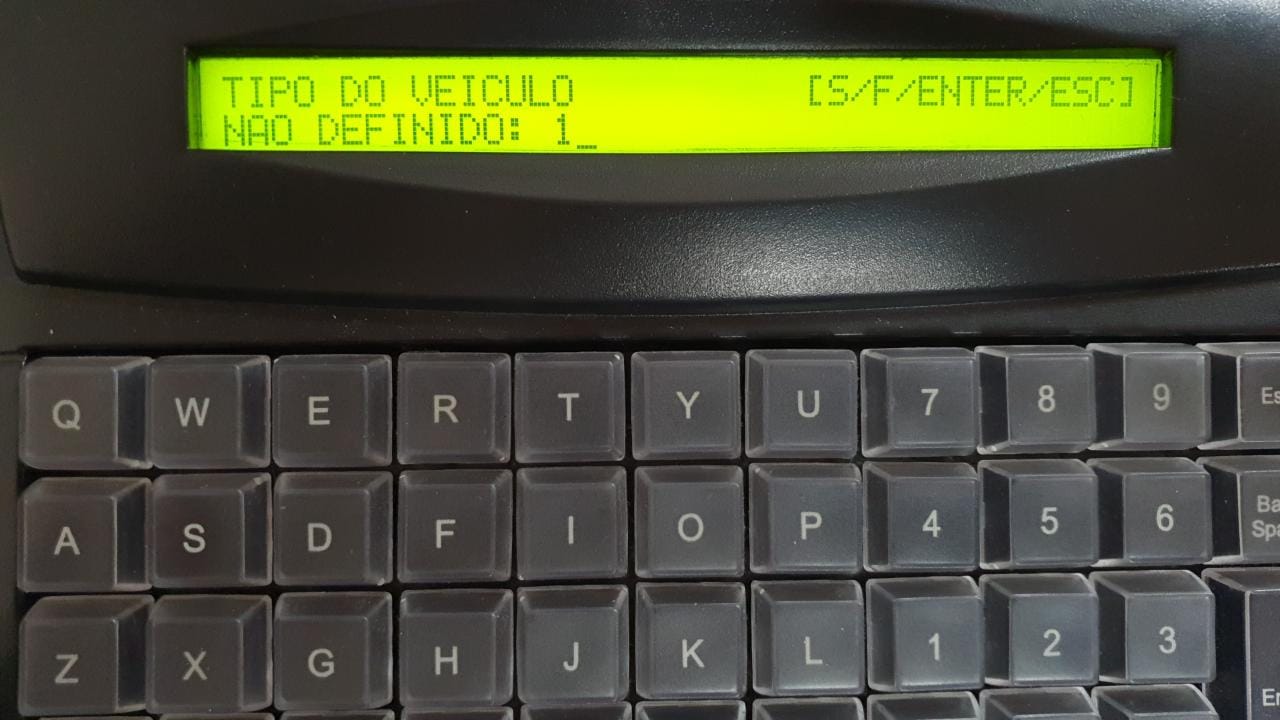 TIPO DO VEICULO [S/F/ENTER/ESC]
NAO DEFINIDO: 1_
Q W E R T Y U 7 8 9
A S D F I O P 4 5 6
Z X G H J K L 1 2 3